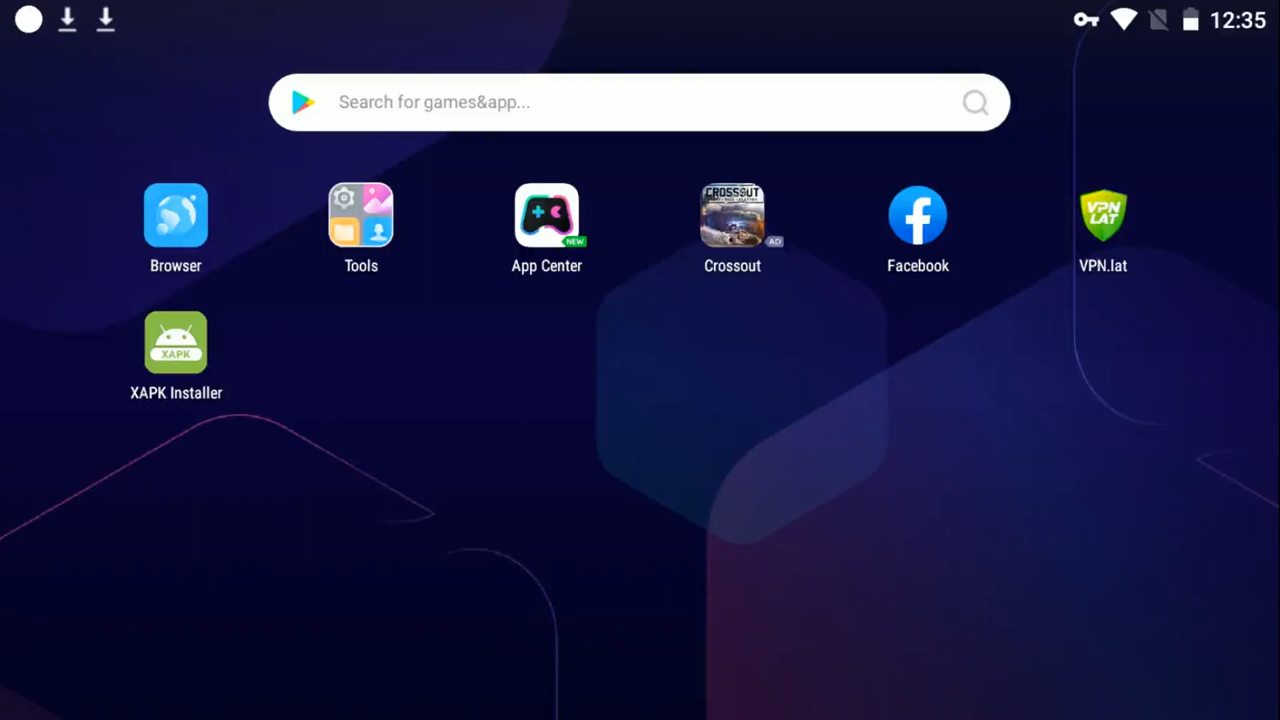 12:35
Search for games&app...
CROSSOUT
VPN
LAT
NEW
AD
Browser
Tools
App Center
Crossout
Facebook
VPN.lat
XAPK
XAPK Installer